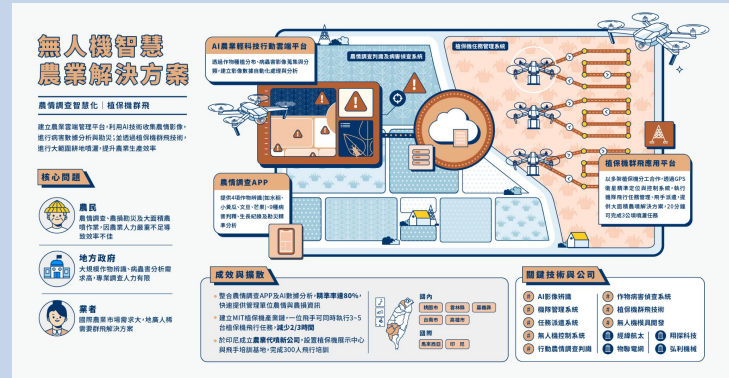 無人機智慧
農業解決方案
農情調查智慧化｜植保機群飛
建立農業雲端管理平台，利用AI技術收集農情影像，
進行病害數據分析與勘災；並透過植保機群飛技術，
進行大範圍耕地噴灑，提升農業生產效率
核心問題
農民
農情調查、農損勘災及大面積農
噴作業，因農業人力嚴重不足導
致效率不佳
地方政府
大規模作物辨識、病蟲害分析需
求高，專業調查人力有限
業者
國際農業市場需求大，地廣人稀
需要群飛解決方案
AI農業輕科技行動雲端平台
透過作物種植分布、病蟲害影像蒐集與分
類，建立影像數據自動化處理與分析
農情調查判識及病害偵查系統
植保機任務管理系統
農情調查APP
提供4項作物辨識(如水稻、
小黃瓜、文旦、芒果)、9種病
害判釋、生長紀錄及勘災精
準分析
植保機群飛應用平台
以多架植保機分工合作，透過GPS
衛星精準定位與控制系統，執行
機隊飛行任務管理、飛手派遣，提
供大面積農場解決方案，20分鐘
可完成3公頃噴灑任務
成效與擴散
整合農情調查APP及AI數據分析，精準率達80%，
快速提供管理單位農情與農損資訊
建立MIT植保機產業鏈，一位飛手可同時執行3~5
台植保機飛行任務，減少2/3時間
於印尼成立農業代噴新公司，設置植保機展示中心
與飛手培訓基地，完成300人飛行培訓
國內
桃園市
雲林縣
嘉義縣
台南市
高雄市
國際
馬來西亞
印尼
關鍵技術與公司
# AI影像辨識
# 機隊管理系統
# 任務派遣系統
# 無人機控制系統
# 行動農情調查判識
# 作物病害偵查系統
# 植保機群飛技術
# 無人機模具開發
經緯航太
翔探科技
物聯電網
弘利機械